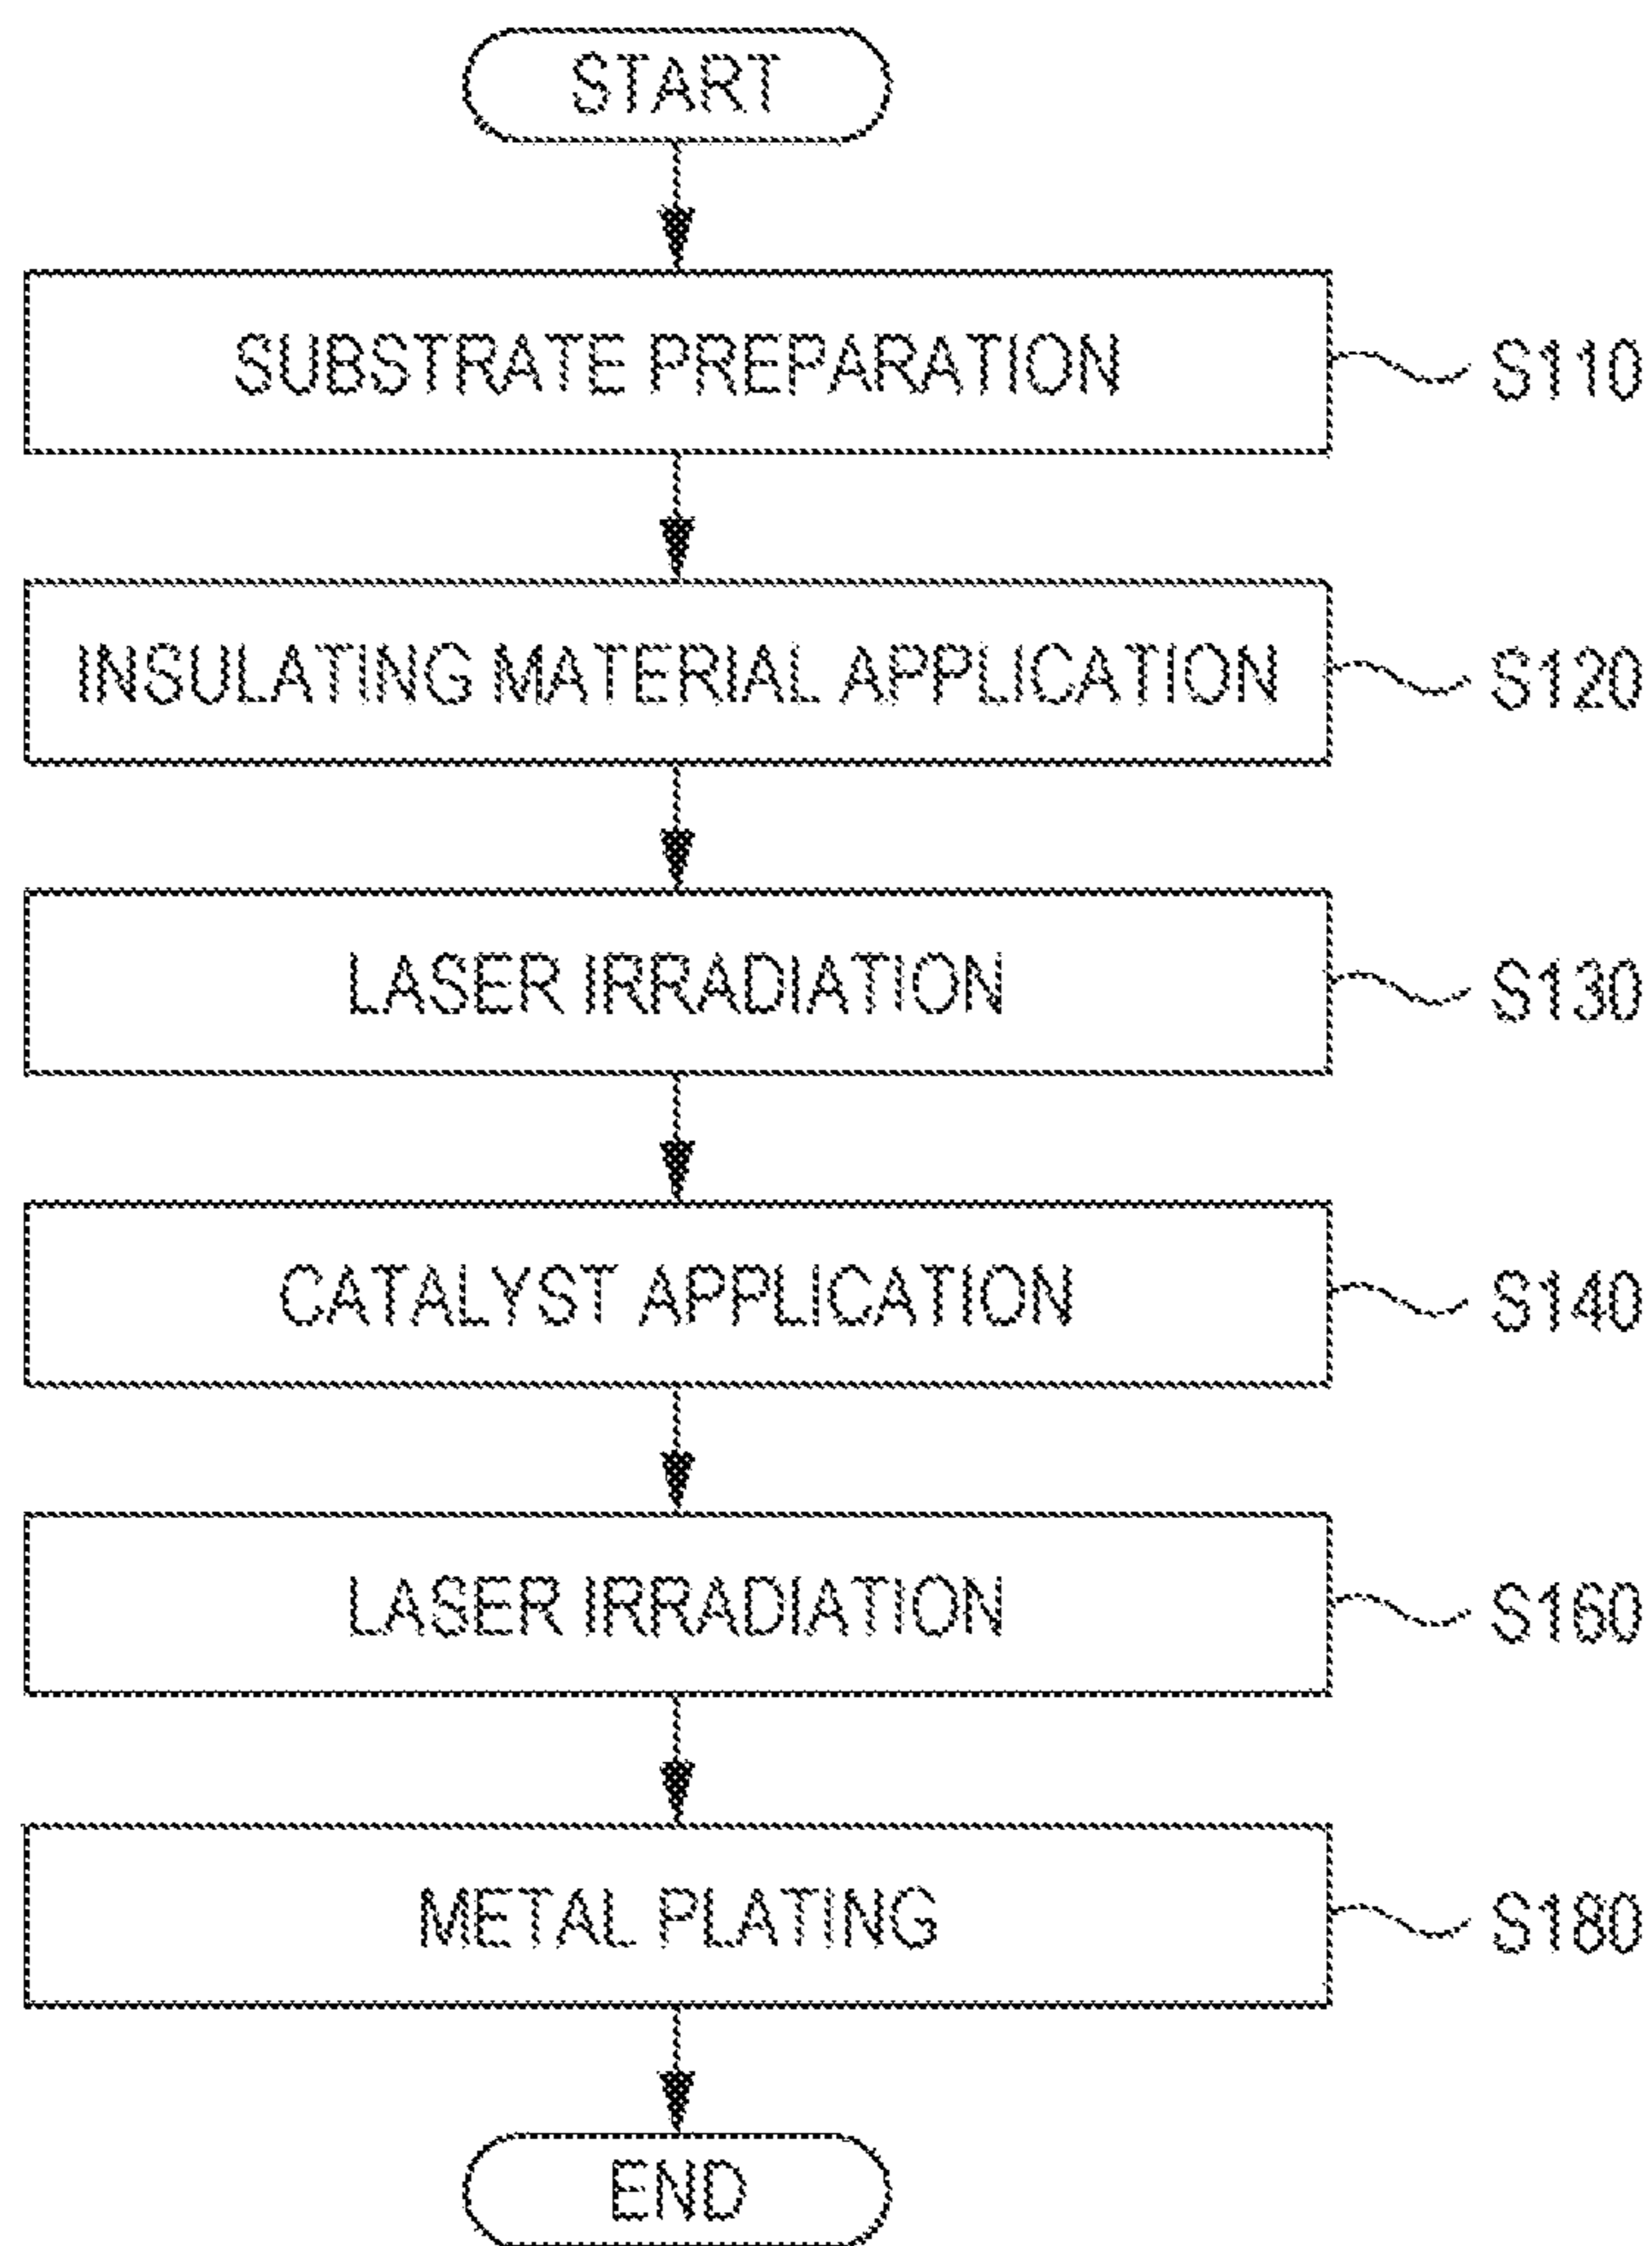 START
SUBSTRATE PREPARATION S110
INSULATING MATERIAL APPLICATION S120
LASER IRRADIATION S130
CATALYST APPLICATION S140
LASER IRRADIATION S160
METAL PLATING S180
END